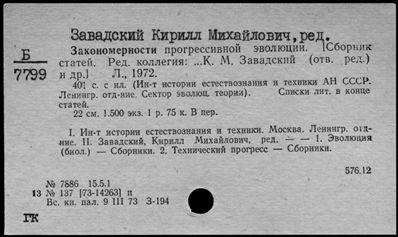 Завадский Кирилл Михайлович, ред.
Б
7799
Закономерности прогрессивной эволюции. [Сборник
статей. Ред. коллегия: ...К. М. Завадский (отв. ред.)
и др.] Л., 1972.
401 с. с ил. (Ин-т истории естествознания и техники АН СССР.
Ленингр. отд-ние. Сектор эволюц. теории). Списки лит. в конце
статей.
22 см. 1.500 экз. 1 р. 75 к. В пер.
I. Ин-т истории естествознания и техники. Москва. Ленингр. отд-
ние. II. Завадский, Кирилл Михайлович, ред. — — 1. Эволюция
(биол.) — Сборники. 2. Технический прогресс — Сборники.
576.12
№ 7886 15.5.1
13 № 137 [73-14263] п
Вс. кн. пал. 9 III 73 З-194
ГК